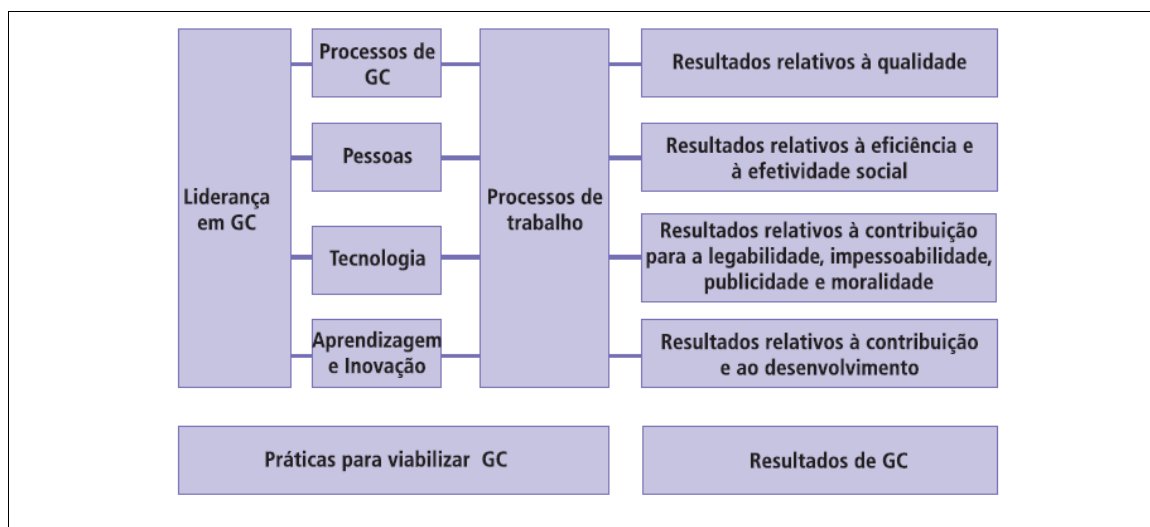 Liderança
em GC
Processos de
GC
Pessoas
Tecnologia
Aprendizagem
e Inovação
Processos de
trabalho
Resultados relativos à qualidade
Resultados relativos à eficiência e
à efetividade social
Resultados relativos à contribuição
para a legabilidade, impessoabilidade,
publicidade e moralidade
Resultados relativos à contribuição
e ao desenvolvimento
Práticas para viabilizar GC
Resultados de GC